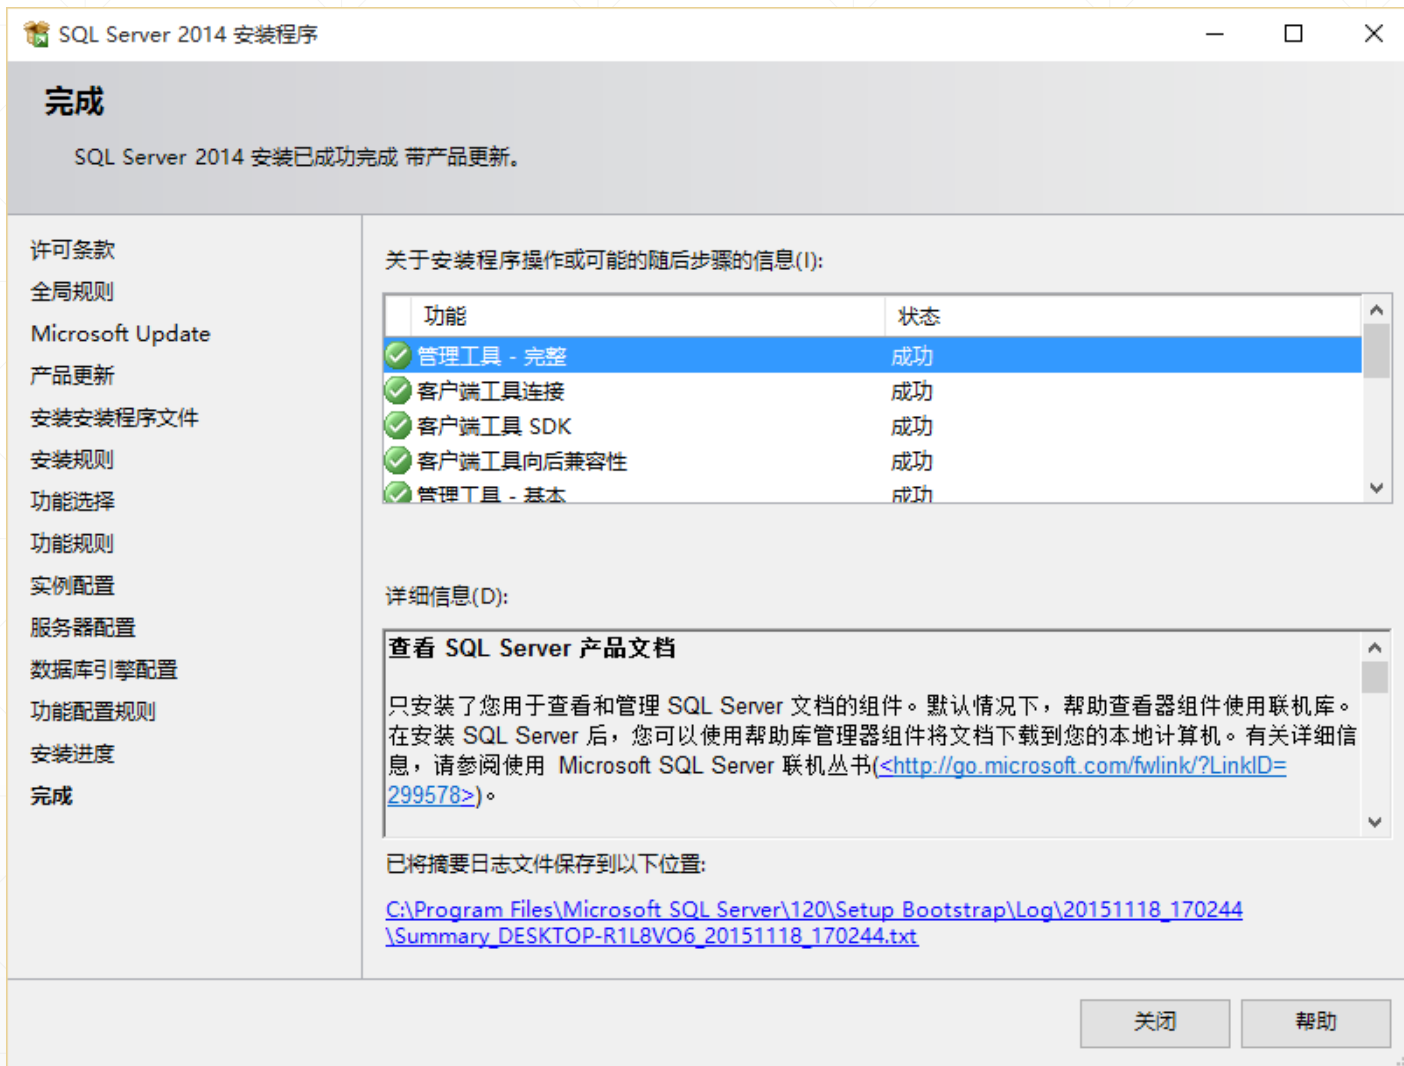 SQL Server 2014 安装程序
完成
SQL Server 2014 安装已成功完成 带产品更新。
许可条款
全局规则
Microsoft Update
产品更新
安装安装程序文件
安装规则
功能选择
功能规则
实例配置
服务器配置
数据库引擎配置
功能配置规则
安装进度
完成
关于安装程序操作或可能的随后步骤的信息(I):
功能 状态
管理工具 - 完整 成功
客户端工具连接 成功
客户端工具 SDK 成功
客户端工具向后兼容性 成功
管理工具 - 基本 成功
详细信息(D):
查看 SQL Server 产品文档
只安装了您用于查看和管理 SQL Server 文档的组件。默认情况下，帮助查看器组件使用联机库。
在安装 SQL Server 后，您可以使用帮助库管理器组件将文档下载到您的本地计算机。有关详细信
息，请参阅使用 Microsoft SQL Server 联机丛书(<http://go.microsoft.com/fwlink/?LinkID=
299578>)。
已将摘要日志文件保存到以下位置:
C:\Program Files\Microsoft SQL Server\120\Setup Bootstrap\Log\20151118_170244
\Summary_DESKTOP-R1L8VO6_20151118_170244.txt
关闭 帮助